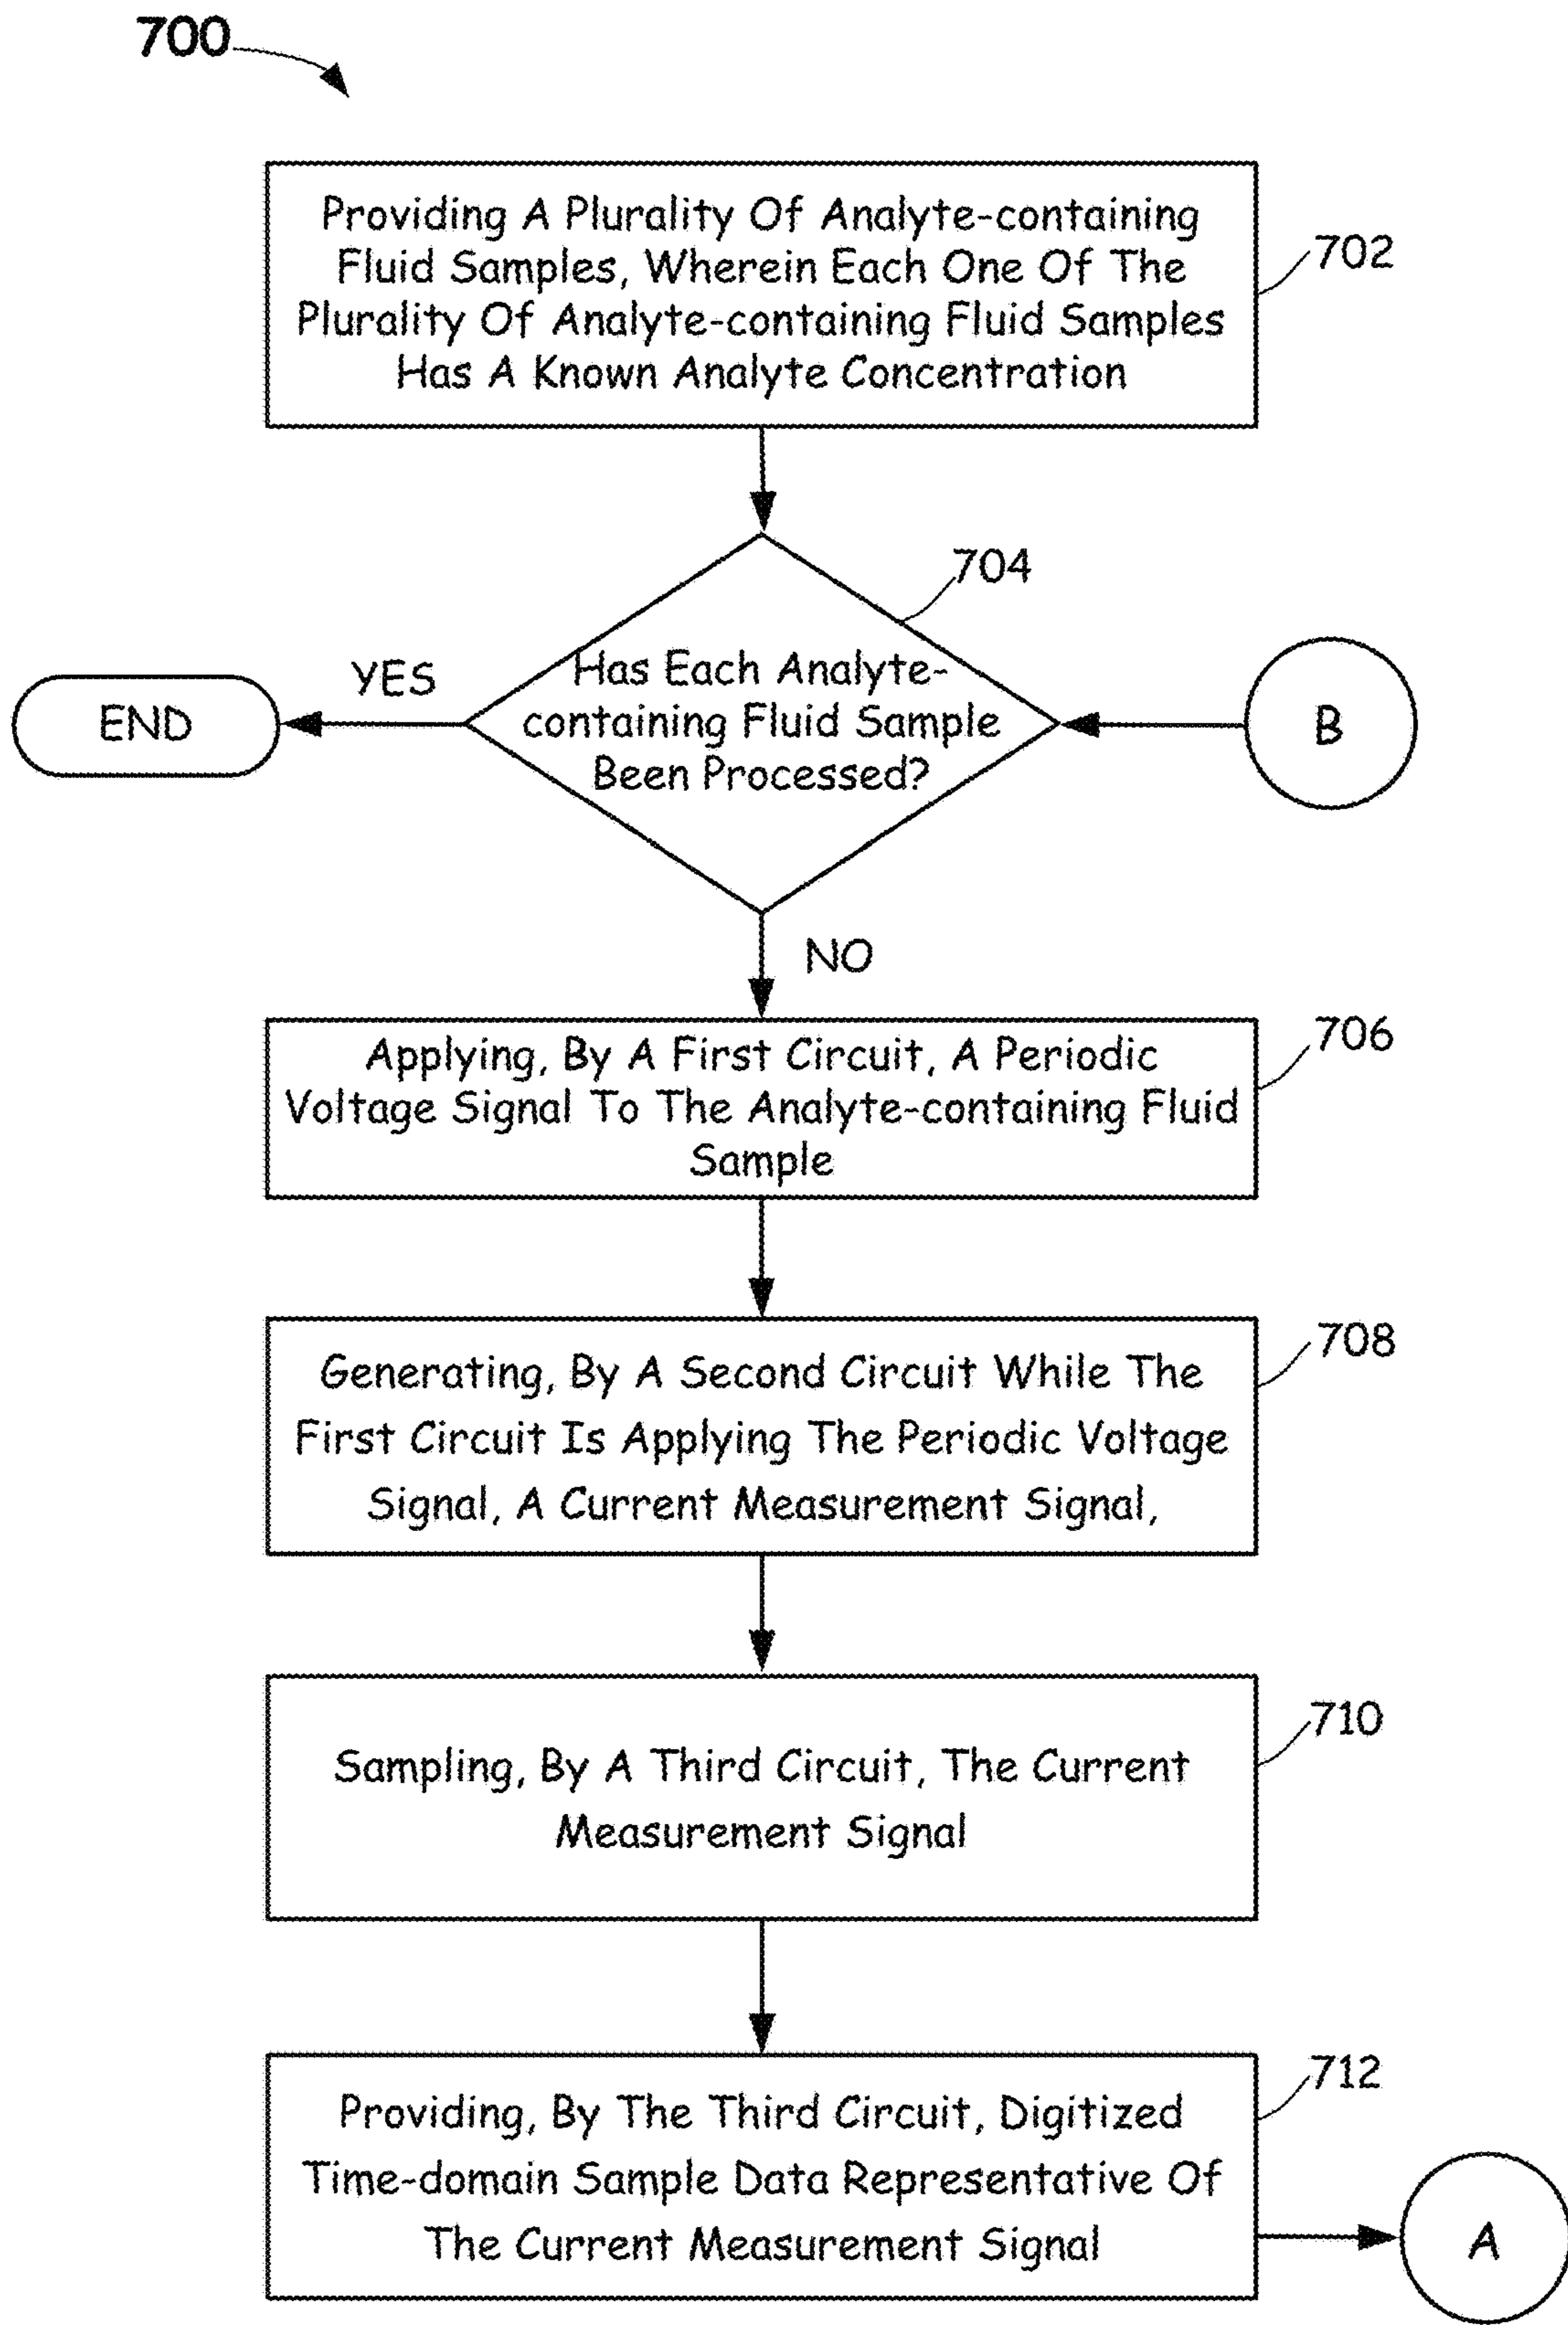 700
Providing A Plurality Of Analyte-containing
Fluid Samples, Wherein Each One Of The
Plurality Of Analyte-containing Fluid Samples
Has A Known Analyte Concentration
702
704
Has Each Analyte-
containing Fluid Sample
Been Processed?
YES
END
B
NO
Applying, By A First Circuit, A Periodic
Voltage Signal To The Analyte-containing Fluid
Sample
706
Generating, By A Second Circuit While The
First Circuit Is Applying The Periodic Voltage
Signal, A Current Measurement Signal,
708
Sampling, By A Third Circuit, The Current
Measurement Signal
710
Providing, By The Third Circuit, Digitized
Time-domain Sample Data Representative Of
The Current Measurement Signal
712
A